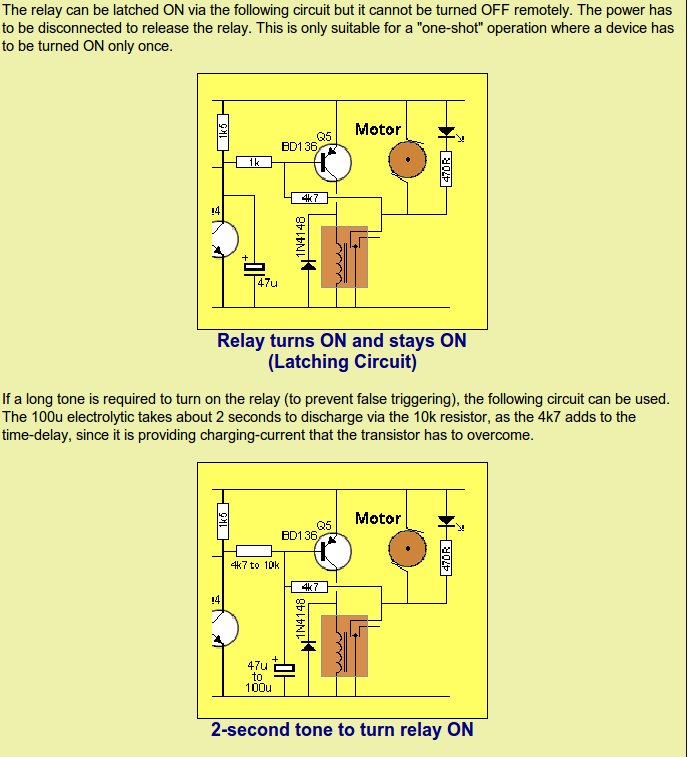 The relay can be latched ON via the following circuit but it cannot be turned OFF remotely. The power has
to be disconnected to release the relay. This is only suitable for a "one-shot" operation where a device has
to be turned ON only once.
Q5
Motor
BD136
1k5
1k
470R
4k7
14
1N4148
+
47u
Relay turns ON and stays ON
(Latching Circuit)
If a long tone is required to turn on the relay (to prevent false triggering), the following circuit can be used.
The 100u electrolytic takes about 2 seconds to discharge via the 10k resistor, as the 4k7 adds to the
time-delay, since it is providing charging-current that the transistor has to overcome.
Q5
Motor
BD136
1k5
470R
4k7 to 10k
4k7
14
1N4148
47u +
to
100u
2-second tone to turn relay ON